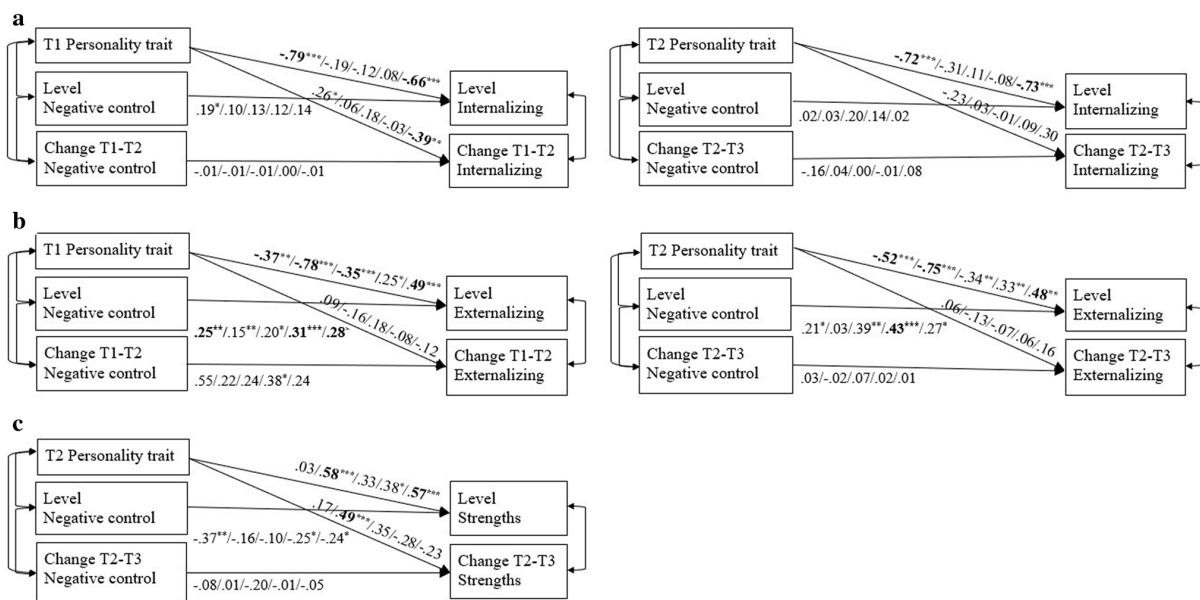 a
T1 Personality trait
Level
Negative control
Change T1-T2
Negative control
-.79***/-.19/-.12/.08/-.66***
.26*/.06/.18/-.03/-.39**
.19*/.10/.13/.12/.14
-.01/-.01/-.01/.00/-.01
Level
Internalizing
Change T1-T2
Internalizing
T2 Personality trait
Level
Negative control
Change T2-T3
Negative control
-.72***/-.31/.11/-.08/-.73***
-.23/.03/-.01/.09/.30
.02/.03/.20/.14/.02
-.16/.04/.00/-.01/.08
Level
Internalizing
Change T2-T3
Internalizing
b
T1 Personality trait
Level
Negative control
Change T1-T2
Negative control
-.37**/-.78***/-.35***/.25*/.49***
.09/-.16/.18/-.08/-.12
.25**/.15**/.20*/.31***/.28
.55/.22/.24/.38*/.24
Level
Externalizing
Change T1-T2
Externalizing
T2 Personality trait
Level
Negative control
Change T2-T3
Negative control
-.52***/-.75***/-.34**/.33**/.48**
.06/-.13/-.07/.06/.16
.21*/.03/.39**/.43***/.27*
.03/-.02/.07/.02/.01
Level
Externalizing
Change T2-T3
Externalizing
c
T2 Personality trait
Level
Negative control
Change T2-T3
Negative control
.03/.58***/.33/.38*/.57***
.17/.49***/.35/-.28/-.23
-.37**/-.16/-.10/-.25*/-.24*
-.08/.01/-.20/-.01/-.05
Level
Strengths
Change T2-T3
Strengths